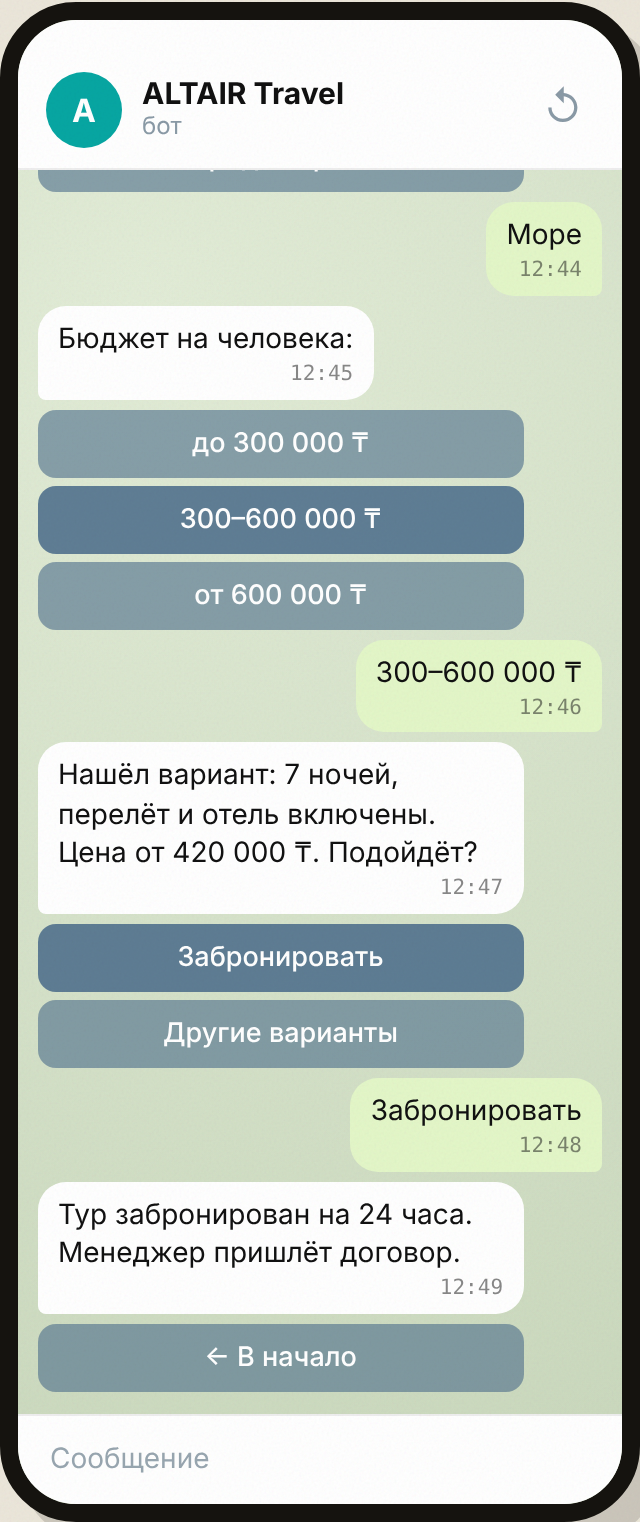 A
ALTAIR Travel
бот
Море
12:44
Бюджет на человека:
12:45
до 300 000 ₸
300–600 000 ₸
от 600 000 ₸
300–600 000 ₸
12:46
Нашёл вариант: 7 ночей,
перелёт и отель включены.
Цена от 420 000 ₸. Подойдёт?
12:47
Забронировать
Другие варианты
Забронировать
12:48
Тур забронирован на 24 часа.
Менеджер пришлёт договор.
12:49
← В начало
Сообщение